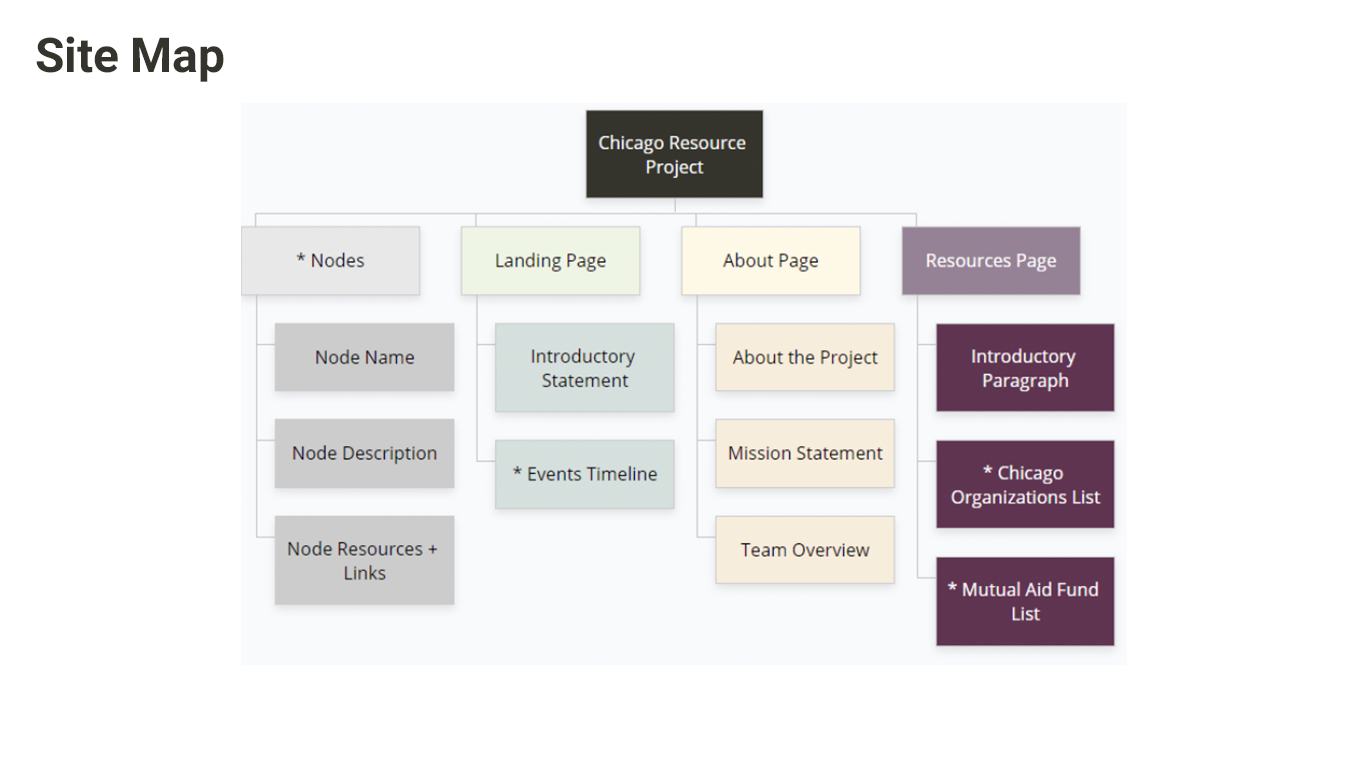 Site Map
Chicago Resource
Project
* Nodes
Landing Page
About Page
Resources Page
Node Name
Node Description
Node Resources +
Links
Introductory
Statement
* Events Timeline
About the Project
Mission Statement
Team Overview
Introductory
Paragraph
* Chicago
Organizations List
* Mutual Aid Fund
List